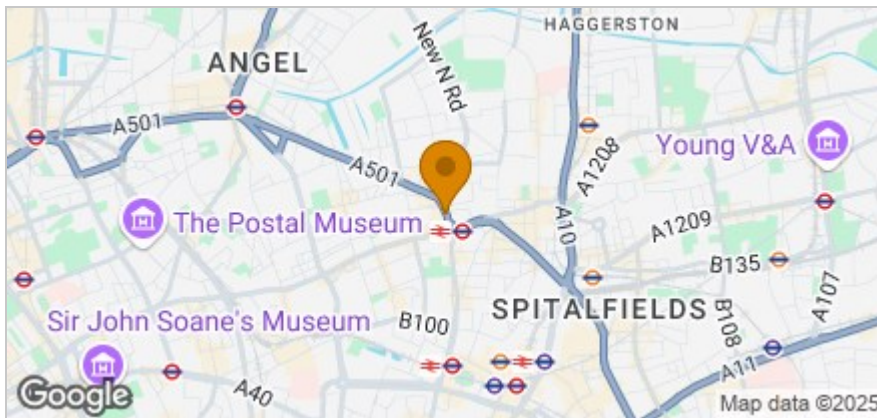 HAGGERSTON
New N Rd
ANGEL
A501
Young V&A
A1208
A501
The Postal Museum
A10
A1209
B135
SPITALFIELDS
A107
B108
B100
Sir John Soane's Museum
A11
A40
Google
Map data ©2025